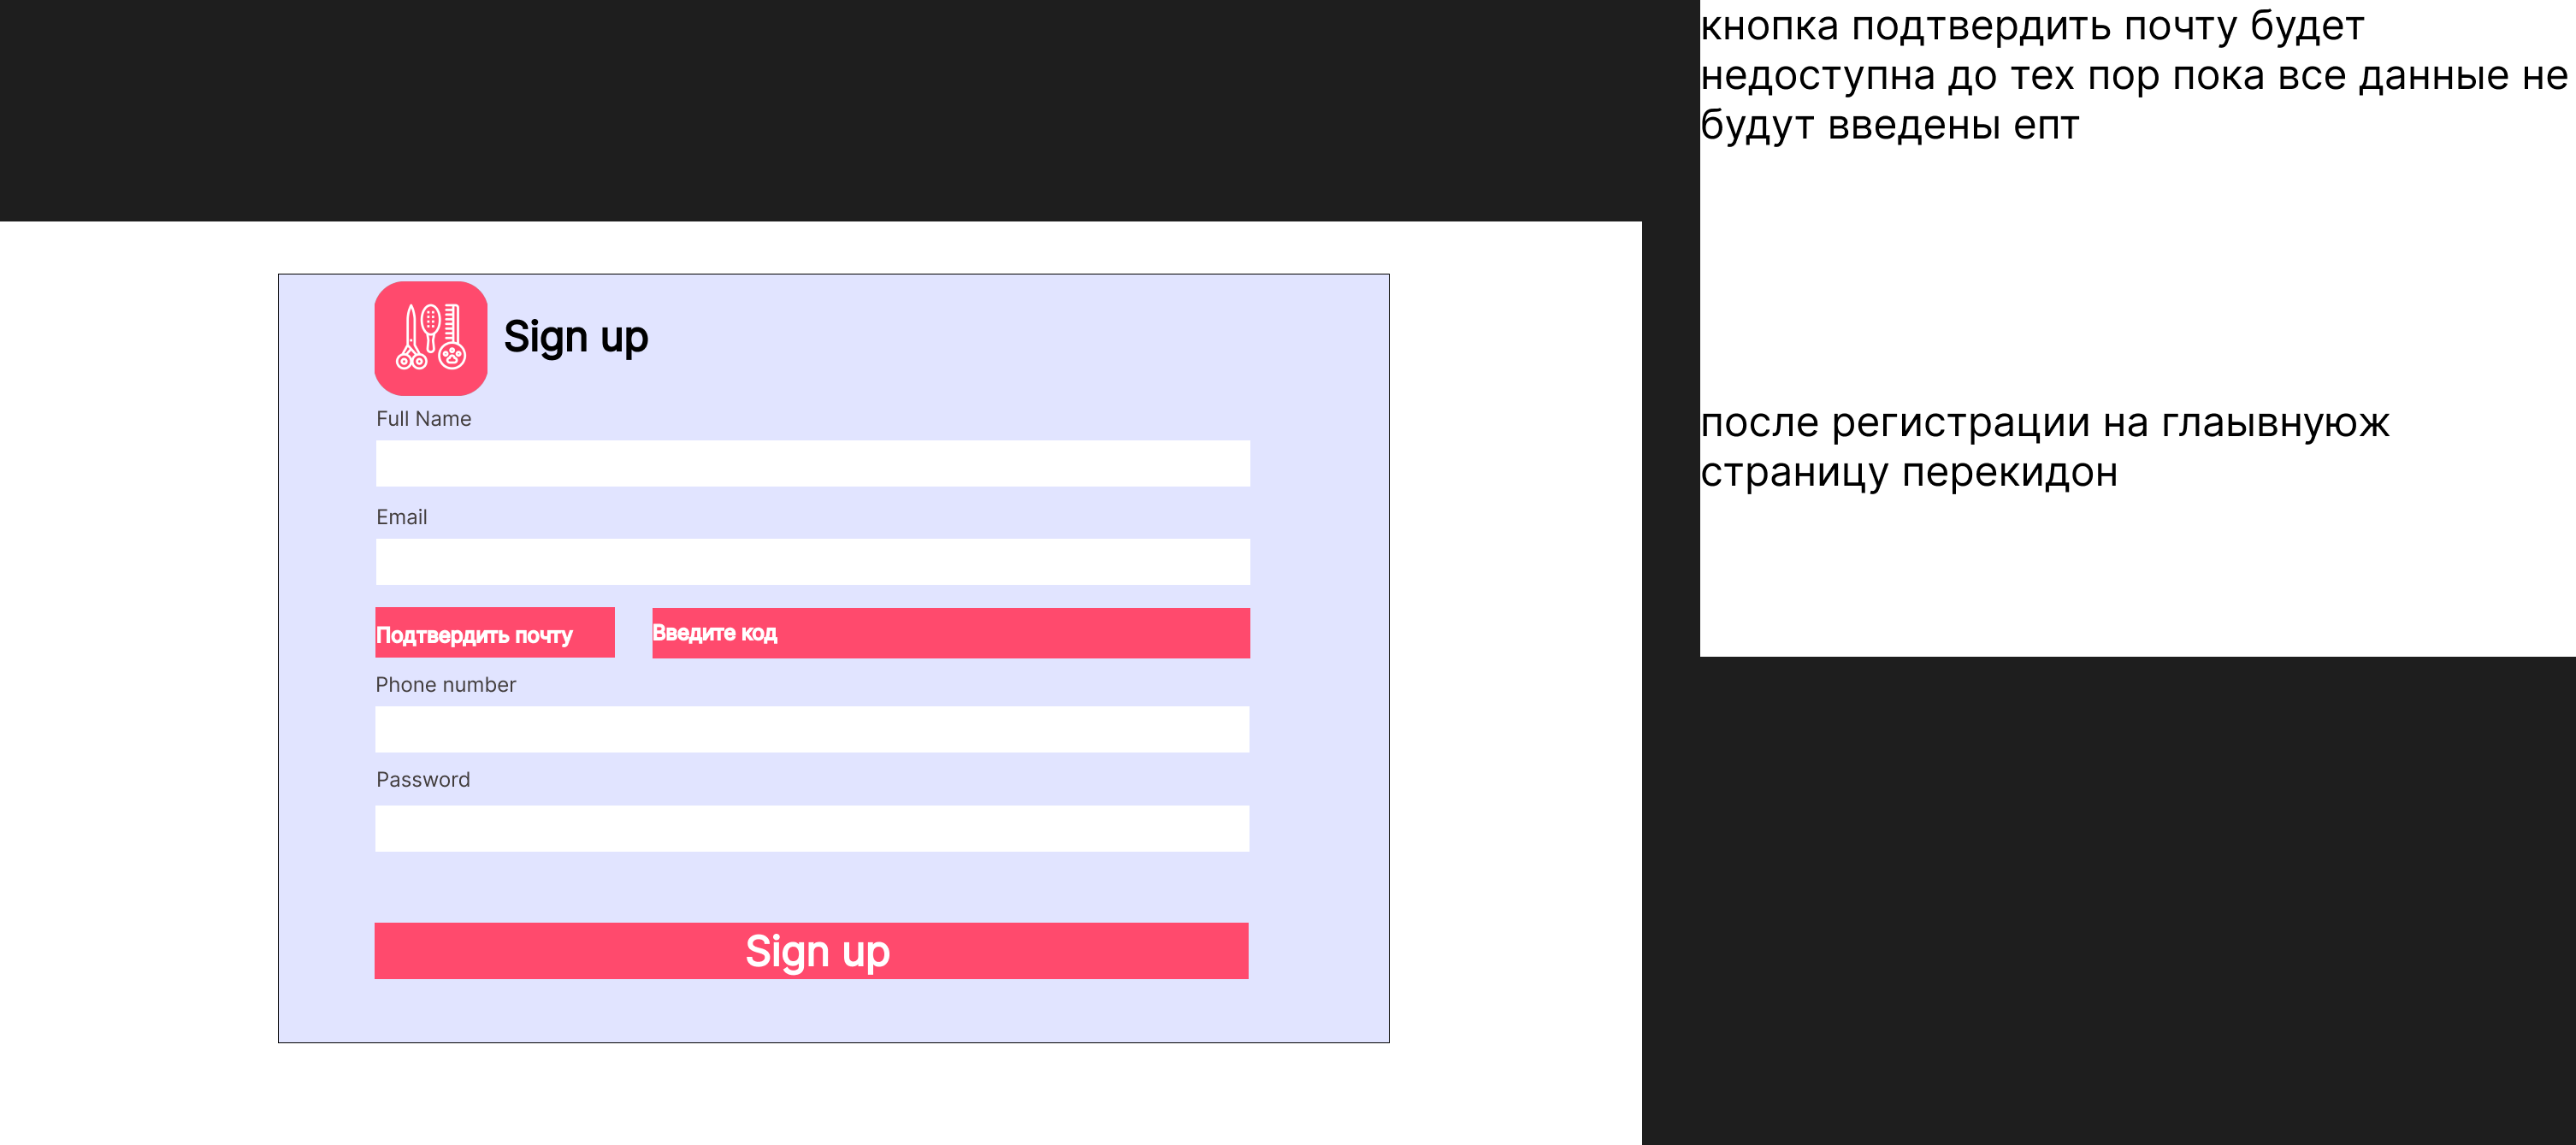 кнопка подтвердить почту будет
недоступна до тех пор пока все данные не
будут введены епт
после регистрации на глаывнуюж
страницу перекидон
Sign up
Full Name
Email
Подтвердить почту
Введите код
Phone number
Password
Sign up